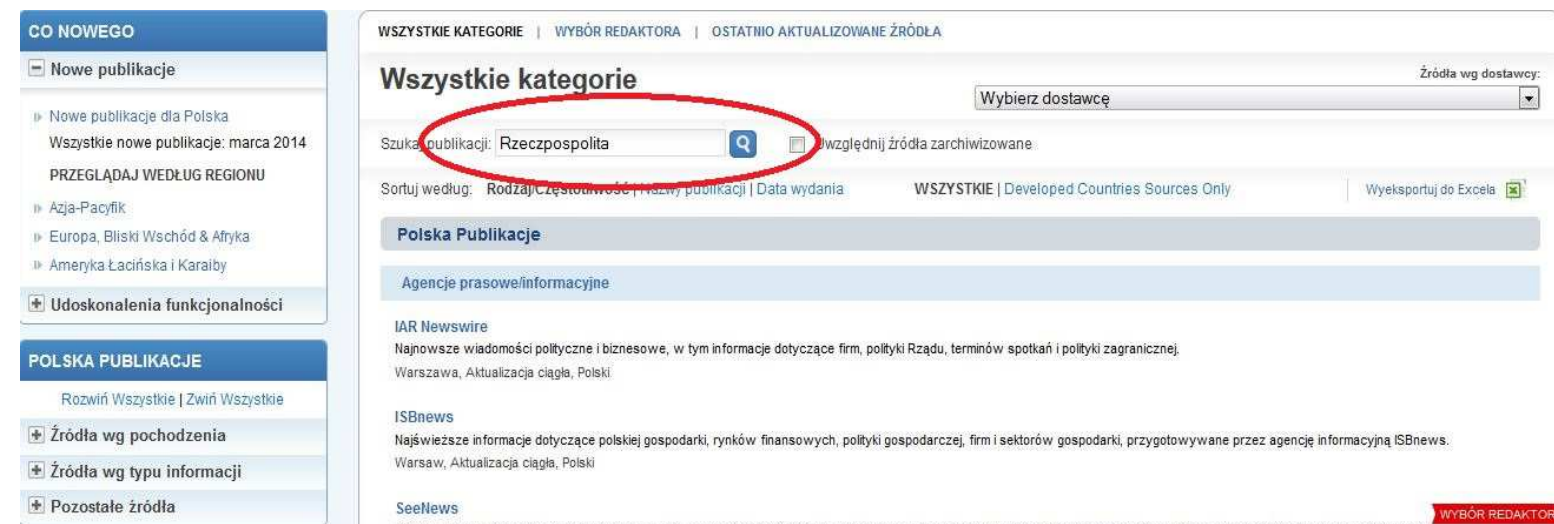 CO NOWEGO
Nowe publikacje
Nowe publikacje dla Polska
Wszystkie nowe publikacje: marca 2014
PRZEGLĄDAJ WEDŁUG REGIONU
Azja-Pacyfik
Europa, Bliski Wschód & Afryka
Ameryka Łacińska i Karaiby
Udoskonalenia funkcjonalności
POLSKA PUBLIKACJE
Rozwiń Wszystkie | Zwiń Wszystkie
Źródła wg pochodzenia
Źródła wg typu informacji
Pozostałe źródła
WSZYSTKIE KATEGORIE | WYBÓR REDAKTORA | OSTATNIO AKTUALIZOWANE ŹRÓDŁA
Wszystkie kategorie
Źródła wg dostawcy:
Wybierz dostawcę
Szukaj publikacji: Rzeczpospolita Uwzględnij źródła zarchiwizowane
Sortuj według: Rodzaj/Częstotliwość | Nazwy publikacji | Data wydania WSZYSTKIE | Developed Countries Sources Only Wyeksportuj do Excela
Polska Publikacje
Agencje prasowe/informacyjne
IAR Newswire
Najnowsze wiadomości polityczne i biznesowe, w tym informacje dotyczące firm, polityki Rządu, terminów spotkań i polityki zagranicznej.
Warszawa, Aktualizacja ciągła, Polski
ISBnews
Najświeższe informacje dotyczące polskiej gospodarki, rynków finansowych, polityki gospodarczej, firm i sektorów gospodarki, przygotowywane przez agencję informacyjną ISBnews.
Warsaw, Aktualizacja ciągła, Polski
SeeNews
WYBÓR REDAKTOR